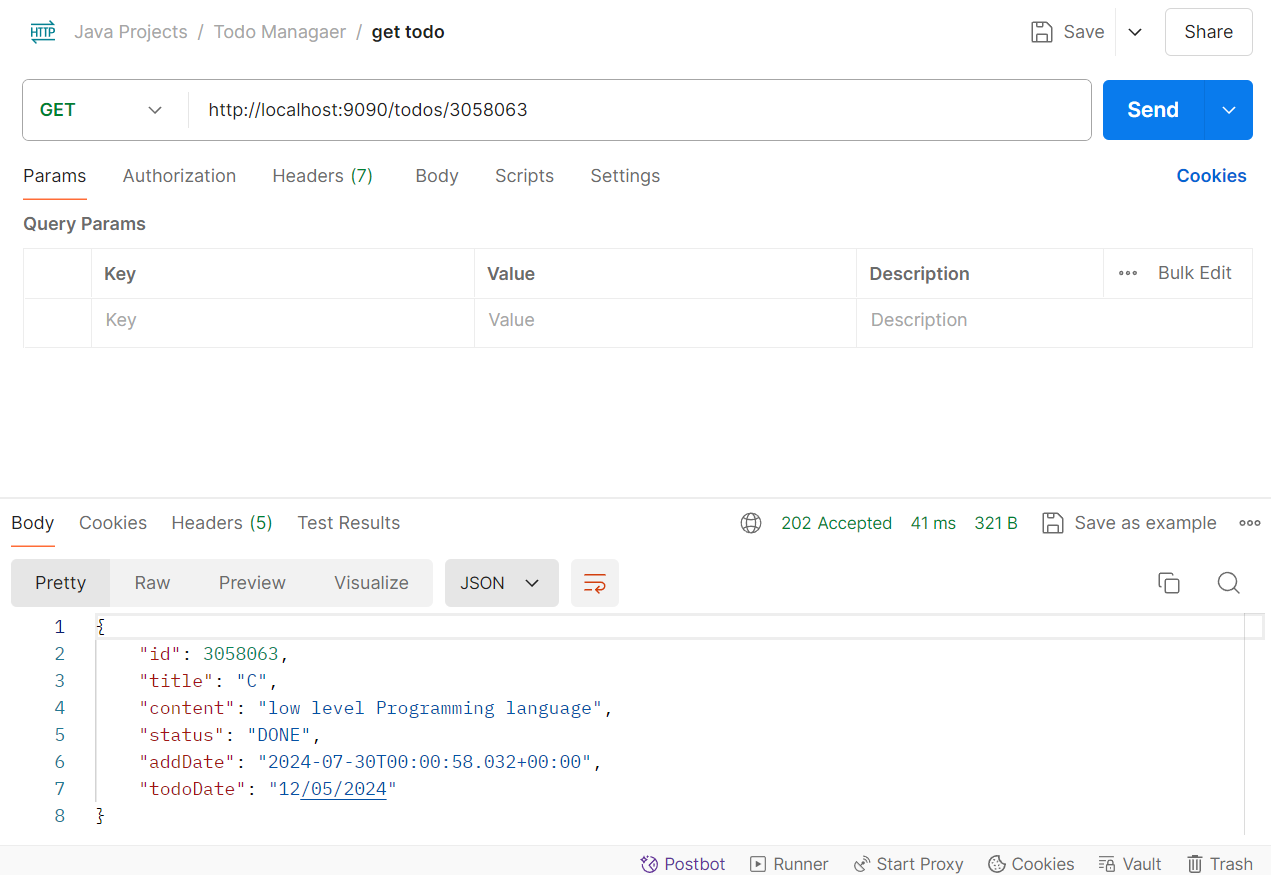 HTTP Java Projects / Todo Managaer / get todo Save Share
GET http://localhost:9090/todos/3058063 Send
Params Authorization Headers (7) Body Scripts Settings Cookies
Query Params
Key Value Description Bulk Edit
Key Value Description
Body Cookies Headers (5) Test Results 202 Accepted 41 ms 321 B Save as example
Pretty Raw Preview Visualize JSON
1 {
2 "id": 3058063,
3 "title": "C",
4 "content": "low level Programming language",
5 "status": "DONE",
6 "addDate": "2024-07-30T00:00:58.032+00:00",
7 "todoDate": "12/05/2024"
8 }
Postbot Runner Start Proxy Cookies Vault Trash